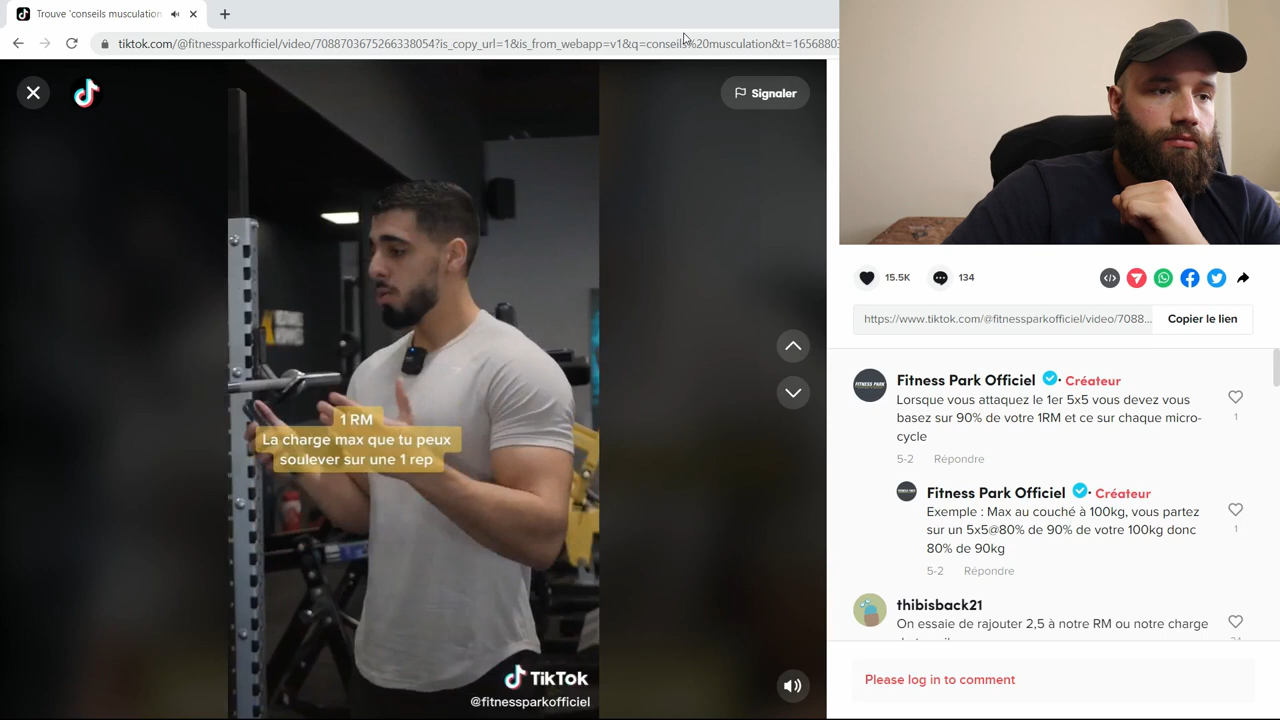 Trouve 'conseils musculation
tiktok.com/@fitnessparkofficiel/video/7088703675266338054?is_copy_url=1&is_from_webapp=v1&q=conseils%20musculation&t=16568803
Signaler
1 RM
La charge max que tu peux
soulever sur une 1 rep
TikTok
@fitnessparkofficiel
15.5K
134
https://www.tiktok.com/@fitnessparkofficiel/video/7088...
Copier le lien
FITNESS PARK
Fitness Park Officiel · Créateur
Lorsque vous attaquez le 1er 5x5 vous devez vous
basez sur 90% de votre 1RM et ce sur chaque micro-
cycle
1
5-2 Répondre
Fitness Park Officiel · Créateur
Exemple : Max au couché à 100kg, vous partez
sur un 5x5@80% de 90% de votre 100kg donc
80% de 90kg
1
5-2 Répondre
thibisback21
On essaie de rajouter 2,5 à notre RM ou notre charge
Please log in to comment